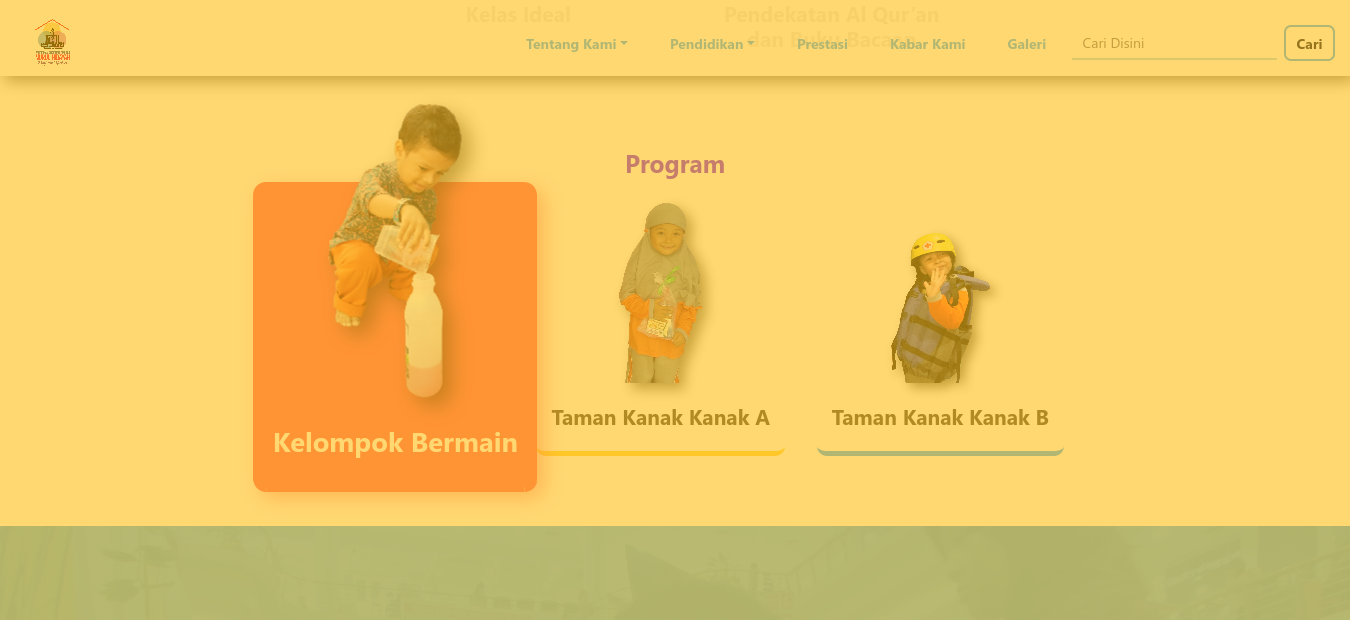 Kelas Ideal
Pendekatan Al Qur'an
dan Buku Bacaan
Tentang Kami
Pendidikan
Prestasi
Kabar Kami
Galeri
Cari Disini
Cari
Program
Kelompok Bermain
Taman Kanak Kanak A
Taman Kanak Kanak B